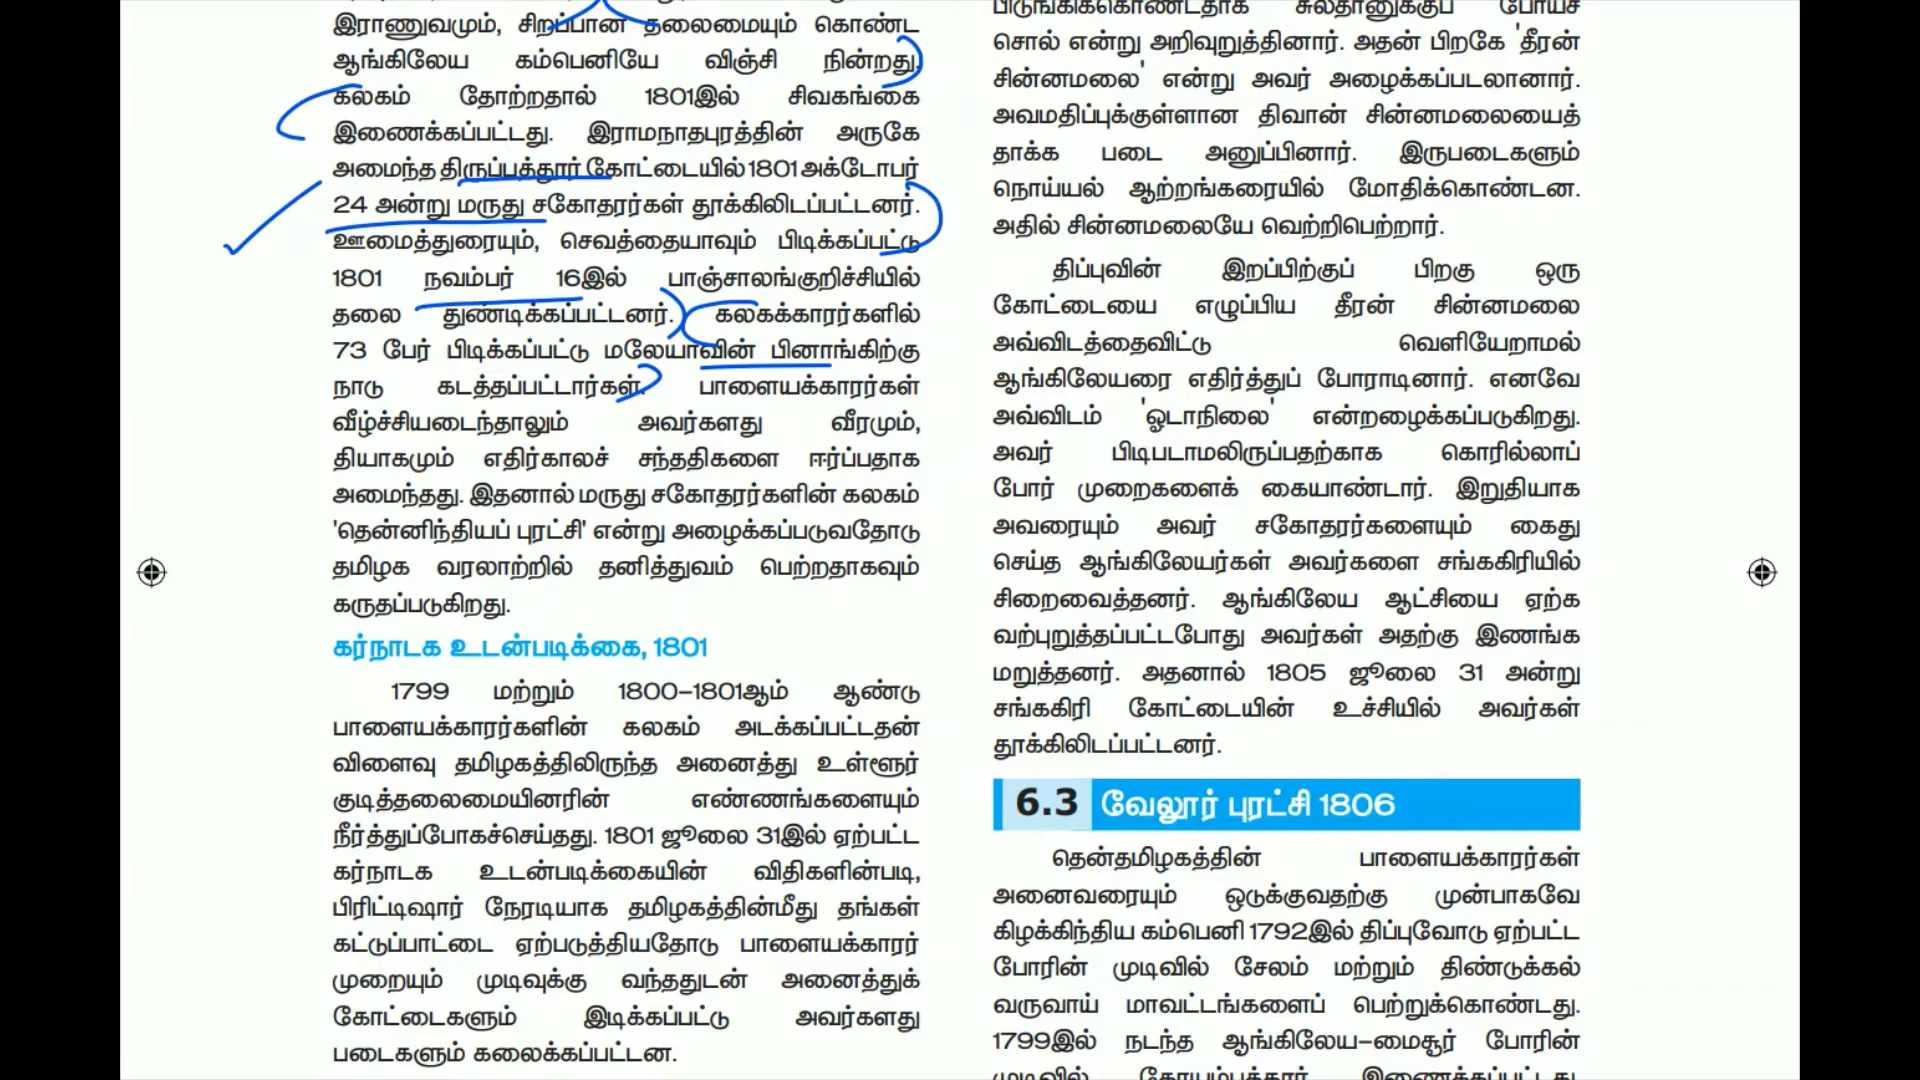 இராணுவமும், சிறப்பான தலைமையும் கொண்ட
ஆங்கிலேய கம்பெனியே விஞ்சி நின்றது.
கலகம் தோற்றதால் 1801இல் சிவகங்கை
இணைக்கப்பட்டது. இராமநாதபுரத்தின் அருகே
அமைந்த திருப்பத்தூர் கோட்டையில் 1801 அக்டோபர்
24 அன்று மருது சகோதரர்கள் தூக்கிலிடப்பட்டனர்.
ஊமைத்துரையும், செவத்தையாவும் பிடிக்கப்பட்டு
1801 நவம்பர் 16இல் பாஞ்சாலங்குறிச்சியில்
தலை துண்டிக்கப்பட்டனர். கலகக்காரர்களில்
73 பேர் பிடிக்கப்பட்டு மலேயாவின் பினாங்கிற்கு
நாடு கடத்தப்பட்டார்கள். பாளையக்காரர்கள்
வீழ்ச்சியடைந்தாலும் அவர்களது வீரமும்,
தியாகமும் எதிர்காலச் சந்ததிகளை ஈர்ப்பதாக
அமைந்தது. இதனால் மருது சகோதரர்களின் கலகம்
'தென்னிந்தியப் புரட்சி' என்று அழைக்கப்படுவதோடு
தமிழக வரலாற்றில் தனித்துவம் பெற்றதாகவும்
கருதப்படுகிறது.
கர்நாடக உடன்படிக்கை, 1801
1799 மற்றும் 1800–1801ஆம் ஆண்டு
பாளையக்காரர்களின் கலகம் அடக்கப்பட்டதன்
விளைவு தமிழகத்திலிருந்த அனைத்து உள்ளூர்
குடித்தலைமையினரின் எண்ணங்களையும்
நீர்த்துப்போகச்செய்தது. 1801 ஜூலை 31இல் ஏற்பட்ட
கர்நாடக உடன்படிக்கையின் விதிகளின்படி,
பிரிட்டிஷார் நேரடியாக தமிழகத்தின்மீது தங்கள்
கட்டுப்பாட்டை ஏற்படுத்தியதோடு பாளையக்காரர்
முறையும் முடிவுக்கு வந்ததுடன் அனைத்துக்
கோட்டைகளும் இடிக்கப்பட்டு அவர்களது
படைகளும் கலைக்கப்பட்டன.
பிடுங்கிக்கொண்டதாக சுல்தானுக்குப் போய்ச்
சொல் என்று அறிவுறுத்தினார். அதன் பிறகே 'தீரன்
சின்னமலை' என்று அவர் அழைக்கப்படலானார்.
அவமதிப்புக்குள்ளான திவான் சின்னமலையைத்
தாக்க படை அனுப்பினார். இருபடைகளும்
நொய்யல் ஆற்றங்கரையில் மோதிக்கொண்டன.
அதில் சின்னமலையே வெற்றிபெற்றார்.
திப்புவின் இறப்பிற்குப் பிறகு ஒரு
கோட்டையை எழுப்பிய தீரன் சின்னமலை
அவ்விடத்தைவிட்டு வெளியேறாமல்
ஆங்கிலேயரை எதிர்த்துப் போராடினார். எனவே
அவ்விடம் 'ஓடாநிலை' என்றழைக்கப்படுகிறது.
அவர் பிடிபடாமலிருப்பதற்காக கொரில்லாப்
போர் முறைகளைக் கையாண்டார். இறுதியாக
அவரையும் அவர் சகோதரர்களையும் கைது
செய்த ஆங்கிலேயர்கள் அவர்களை சங்ககிரியில்
சிறைவைத்தனர். ஆங்கிலேய ஆட்சியை ஏற்க
வற்புறுத்தப்பட்டபோது அவர்கள் அதற்கு இணங்க
மறுத்தனர். அதனால் 1805 ஜூலை 31 அன்று
சங்ககிரி கோட்டையின் உச்சியில் அவர்கள்
தூக்கிலிடப்பட்டனர்.
6.3 வேலூர் புரட்சி 1806
தென்தமிழகத்தின் பாளையக்காரர்கள்
அனைவரையும் ஒடுக்குவதற்கு முன்பாகவே
கிழக்கிந்திய கம்பெனி 1792இல் திப்புவோடு ஏற்பட்ட
போரின் முடிவில் சேலம் மற்றும் திண்டுக்கல்
வருவாய் மாவட்டங்களைப் பெற்றுக்கொண்டது.
1799இல் நடந்த ஆங்கிலேய–மைசூர் போரின்
முடிவில் கோயம்புத்தூர் இணைக்கப்பட்டது.